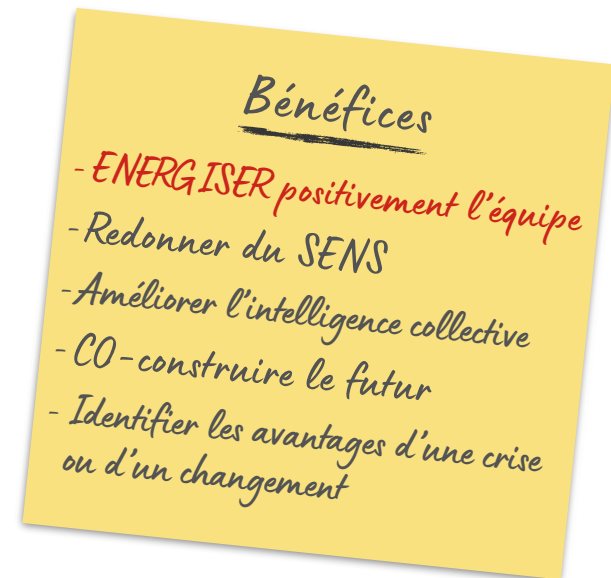 Bénéfices
- ENERGISER positivement l'équipe
- Redonner du SENS
- Améliorer l'intelligence collective
- CO-construire le futur
- Identifier les avantages d'une crise
ou d'un changement